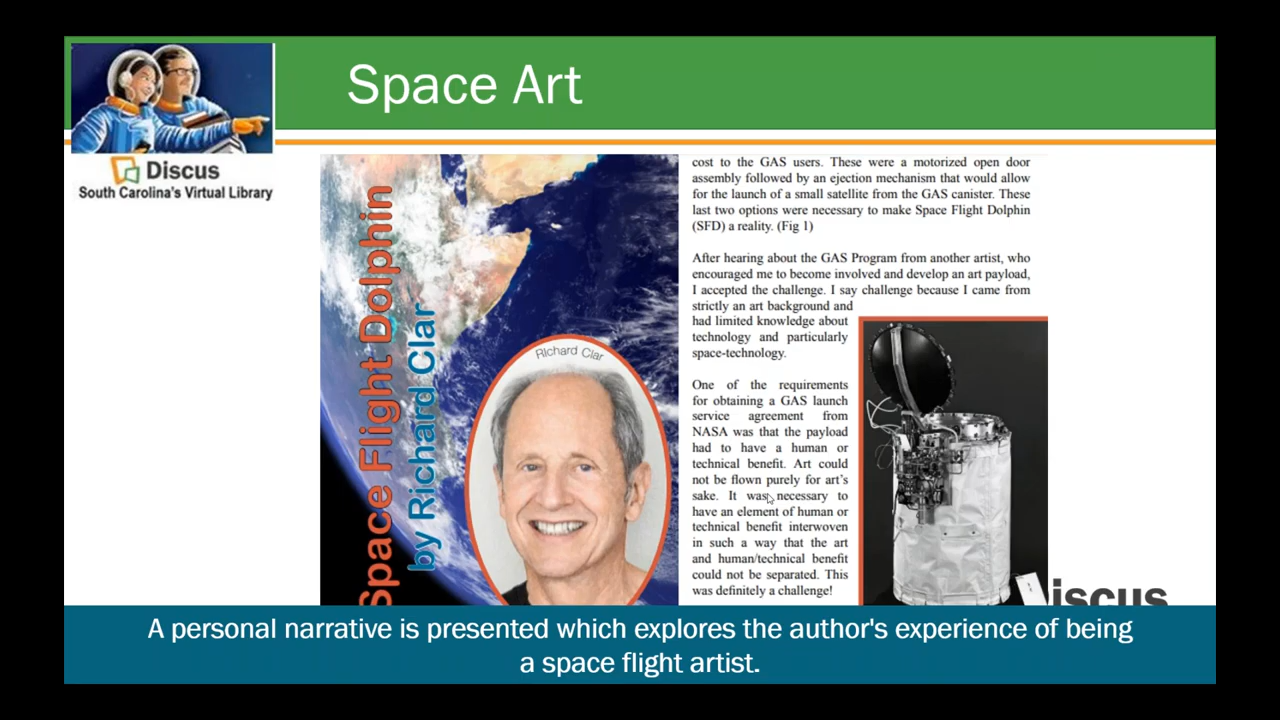 Space Art
Discus
South Carolina's Virtual Library
Space Flight Dolphin
by Richard Clar
Richard Clar
cost to the GAS users. These were a motorized open door
assembly followed by an ejection mechanism that would allow
for the launch of a small satellite from the GAS canister. These
last two options were necessary to make Space Flight Dolphin
(SFD) a reality. (Fig 1)
After hearing about the GAS Program from another artist, who
encouraged me to become involved and develop an art payload,
I accepted the challenge. I say challenge because I came from
strictly an art background and
had limited knowledge about
technology and particularly
space-technology.
One of the requirements
for obtaining a GAS launch
service agreement from
NASA was that the payload
had to have a human or
technical benefit. Art could
not be flown purely for art's
sake. It was necessary to
have an element of human or
technical benefit interwoven
in such a way that the art
and human/technical benefit
could not be separated. This
was definitely a challenge!
iscus
A personal narrative is presented which explores the author's experience of being
a space flight artist.